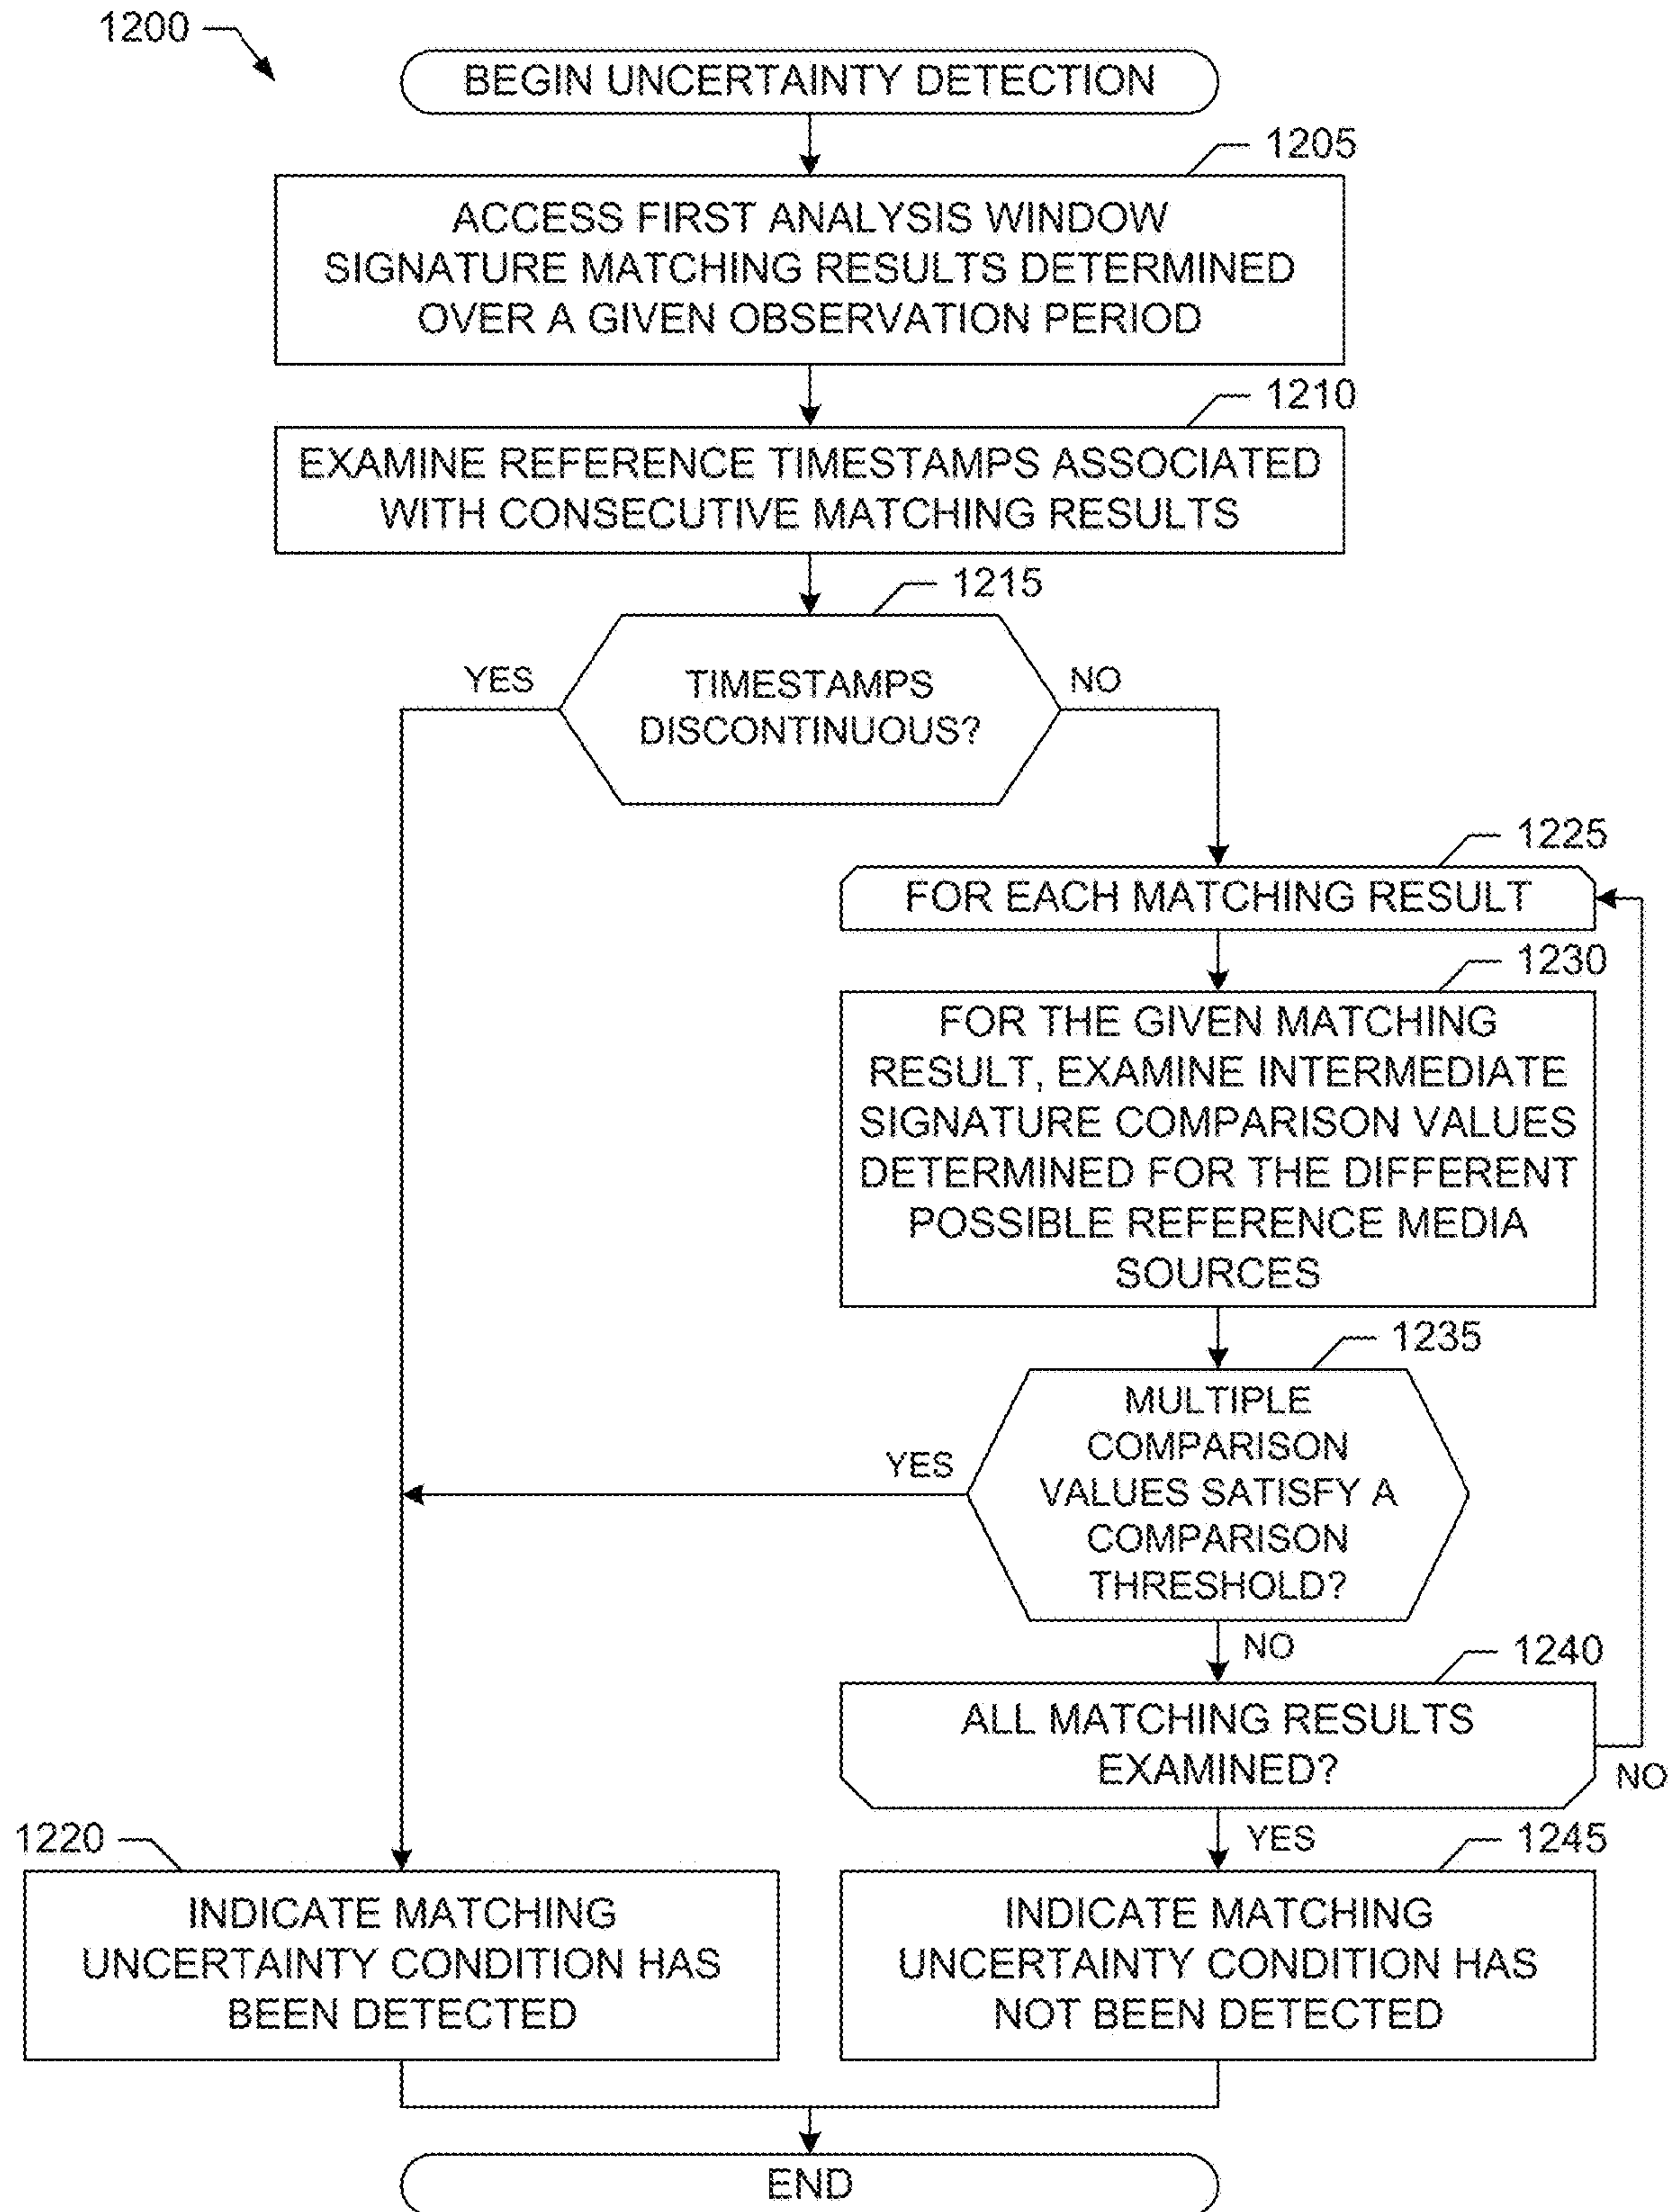 1200
BEGIN UNCERTAINTY DETECTION
1205
ACCESS FIRST ANALYSIS WINDOW
SIGNATURE MATCHING RESULTS DETERMINED
OVER A GIVEN OBSERVATION PERIOD
1210
EXAMINE REFERENCE TIMESTAMPS ASSOCIATED
WITH CONSECUTIVE MATCHING RESULTS
1215
YES
TIMESTAMPS
DISCONTINUOUS?
NO
1225
FOR EACH MATCHING RESULT
1230
FOR THE GIVEN MATCHING
RESULT, EXAMINE INTERMEDIATE
SIGNATURE COMPARISON VALUES
DETERMINED FOR THE DIFFERENT
POSSIBLE REFERENCE MEDIA
SOURCES
1235
YES
MULTIPLE
COMPARISON
VALUES SATISFY A
COMPARISON
THRESHOLD?
NO
1240
ALL MATCHING RESULTS
EXAMINED?
NO
YES
1220
INDICATE MATCHING
UNCERTAINTY CONDITION HAS
BEEN DETECTED
1245
INDICATE MATCHING
UNCERTAINTY CONDITION HAS
NOT BEEN DETECTED
END